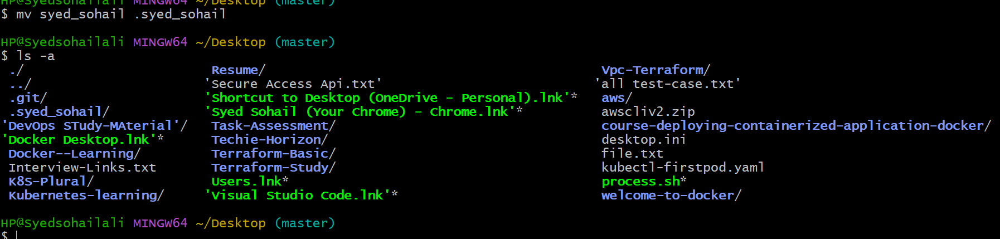 HP@Syedsohailali MINGW64 ~/Desktop (master)
$ mv syed_sohail .syed_sohail
HP@Syedsohailali MINGW64 ~/Desktop (master)
$ ls -a
./ Resume/ Vpc-Terraform/
../ 'Secure Access Api.txt' 'all test-case.txt'
.git/ 'Shortcut to Desktop (OneDrive - Personal).lnk'* aws/
.syed_sohail/ 'Syed Sohail (Your Chrome) - Chrome.lnk'* awscliv2.zip
'DevOps STudy-MAterial'/ Task-Assessment/ course-deploying-containerized-application-docker/
'Docker Desktop.lnk'* Techie-Horizon/ desktop.ini
Docker--Learning/ Terraform-Basic/ file.txt
Interview-Links.txt Terraform-Study/ kubectl-firstpod.yaml
K8S-Plural/ Users.lnk* process.sh*
Kubernetes-learning/ 'Visual Studio Code.lnk'* welcome-to-docker/
HP@Syedsohailali MINGW64 ~/Desktop (master)
$